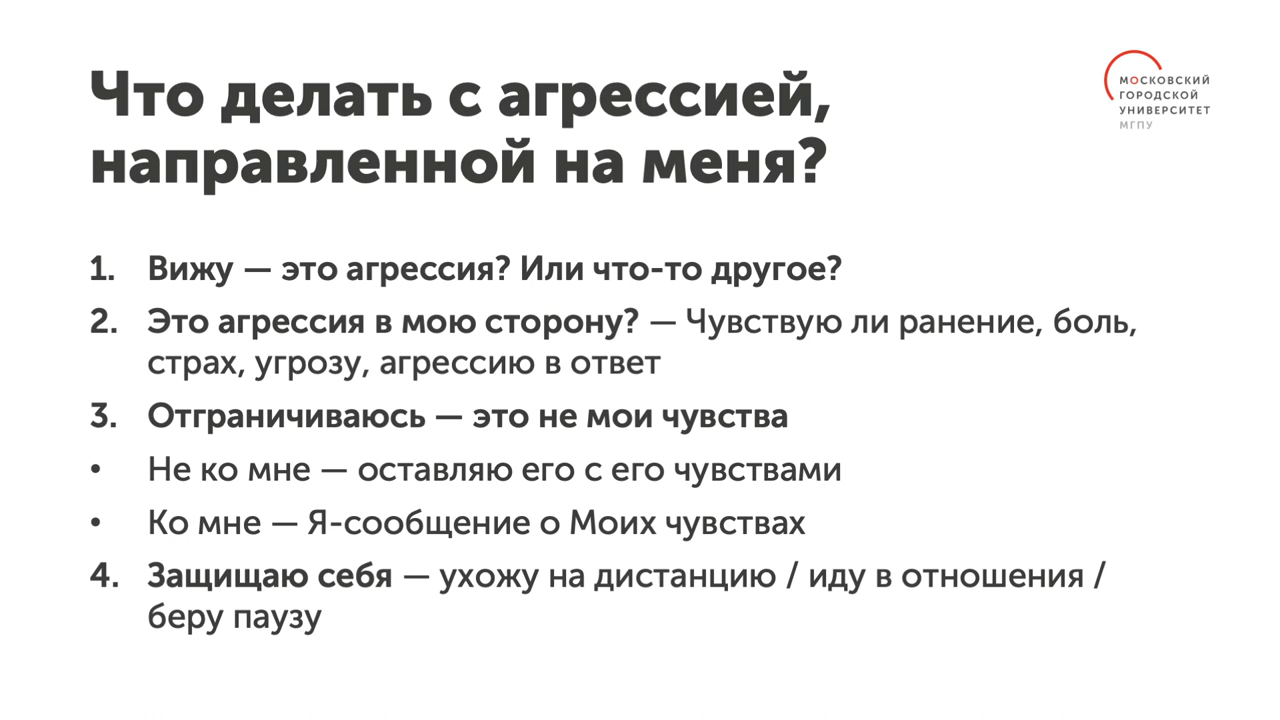 Что делать с агрессией,
направленной на меня?
МОСКОВСКИЙ
ГОРОДСКОЙ
УНИВЕРСИТЕТ
МГПУ
1. Вижу — это агрессия? Или что-то другое?
2. Это агрессия в мою сторону? — Чувствую ли ранение, боль,
страх, угрозу, агрессию в ответ
3. Отграничиваюсь — это не мои чувства
• Не ко мне — оставляю его с его чувствами
• Ко мне — Я-сообщение о Моих чувствах
4. Защищаю себя — ухожу на дистанцию / иду в отношения /
беру паузу